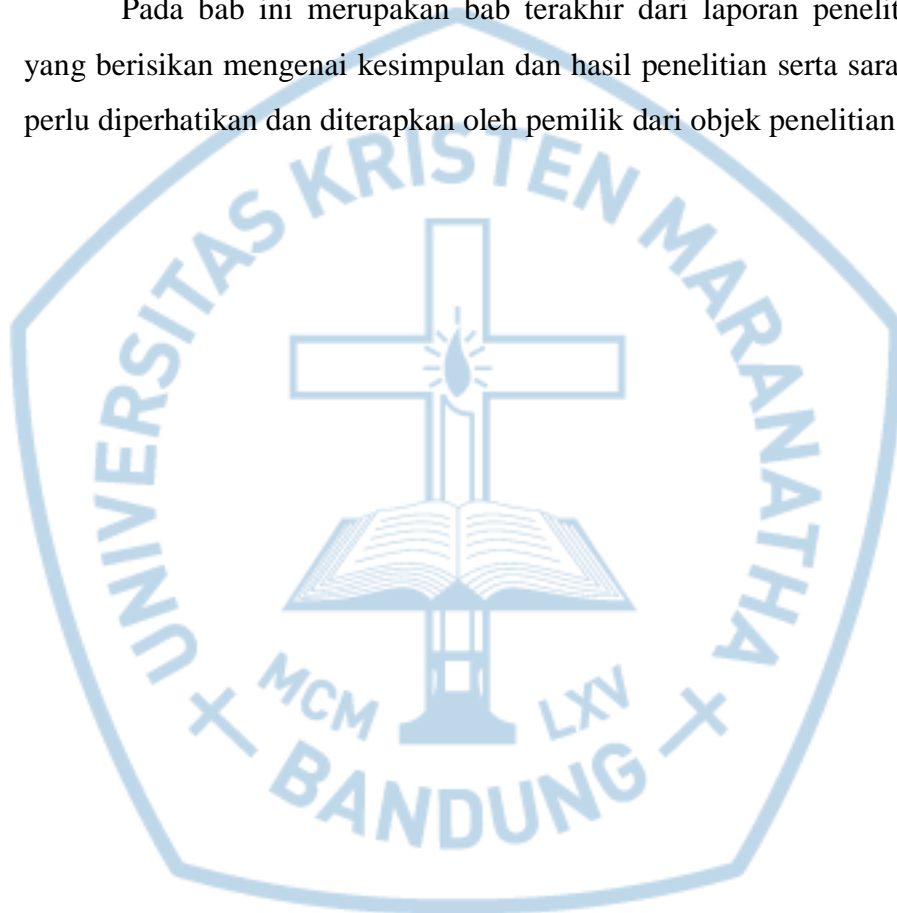 Pada bab ini merupakan bab terakhir dari laporan penelit
yang berisikan mengenai kesimpulan dan hasil penelitian serta sara
perlu diperhatikan dan diterapkan oleh pemilik dari objek penelitian
UNIVERSITAS KRISTEN MARANATHA
MCM LXV
BANDUNG